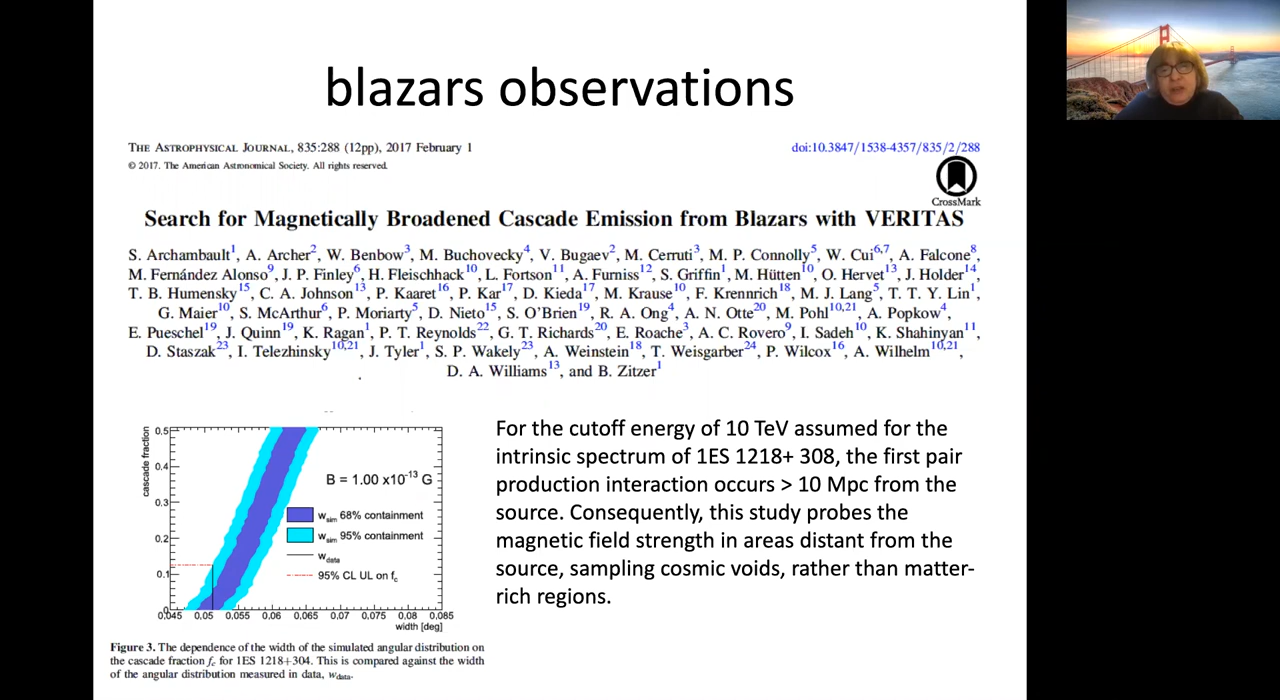 blazars observations
THE ASTROPHYSICAL JOURNAL, 835:288 (12pp), 2017 February 1
doi:10.3847/1538-4357/835/2/288
© 2017. The American Astronomical Society. All rights reserved.
CrossMark
Search for Magnetically Broadened Cascade Emission from Blazars with VERITAS
S. Archambault1, A. Archer2, W. Benbow3, M. Buchovecky4, V. Bugaev2, M. Cerruti3, M. P. Connolly5, W. Cui6,7, A. Falcone8,
M. Fernández Alonso9, J. P. Finley6, H. Fleischhack10, L. Fortson11, A. Furniss12, S. Griffin1, M. Hütten10, O. Hervet13, J. Holder14,
T. B. Humensky15, C. A. Johnson13, P. Kaaret16, P. Kar17, D. Kieda17, M. Krause10, F. Krennrich18, M. J. Lang5, T. T. Y. Lin1,
G. Maier10, S. McArthur6, P. Moriarty5, D. Nieto15, S. O'Brien19, R. A. Ong4, A. N. Otte20, M. Pohl10,21, A. Popkow4,
E. Pueschel19, J. Quinn19, K. Ragan1, P. T. Reynolds22, G. T. Richards20, E. Roache3, A. C. Rovero9, I. Sadeh10, K. Shahinyan11,
D. Staszak23, I. Telezhinsky10,21, J. Tyler1, S. P. Wakely23, A. Weinstein18, T. Weisgarber24, P. Wilcox16, A. Wilhelm10,21,
D. A. Williams13, and B. Zitzer1
cascade fraction
0.5
0.4
0.3
0.2
0.1
0
B = 1.00 x10-13 G
wsim 68% containment
wsim 95% containment
wdata
95% CL UL on fc
0.045 0.05 0.055 0.06 0.065 0.07 0.075 0.08 0.085
width [deg]
Figure 3. The dependence of the width of the simulated angular distribution on
the cascade fraction fc for 1ES 1218+304. This is compared against the width
of the angular distribution measured in data, wdata.
For the cutoff energy of 10 TeV assumed for the
intrinsic spectrum of 1ES 1218+ 308, the first pair
production interaction occurs > 10 Mpc from the
source. Consequently, this study probes the
magnetic field strength in areas distant from the
source, sampling cosmic voids, rather than matter-
rich regions.